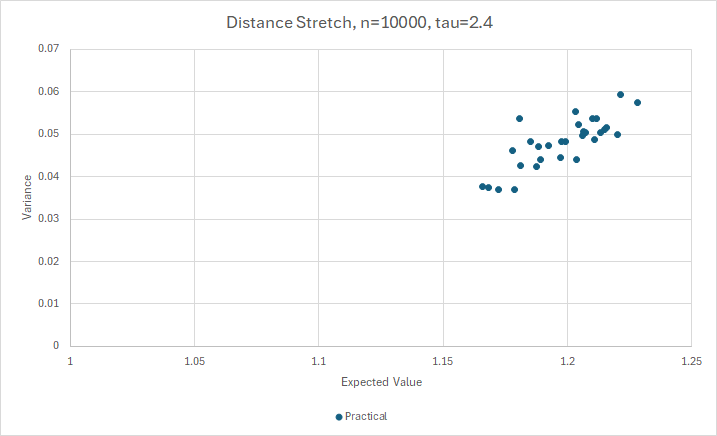 Distance Stretch, n=10000, tau=2.4
0.07
0.06
0.05
0.04
0.03
0.02
0.01
0
Variance
1 1.05 1.1 1.15 1.2 1.25
Expected Value
Practical